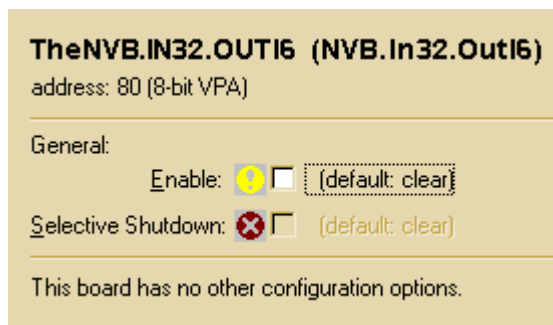 TheNVB.IN32.OUT16 (NVB.In32.Out16)
address: 80 (8-bit VPA)
General:
Enable: (default: clear)
Selective Shutdown: (default: clear)
This board has no other configuration options.